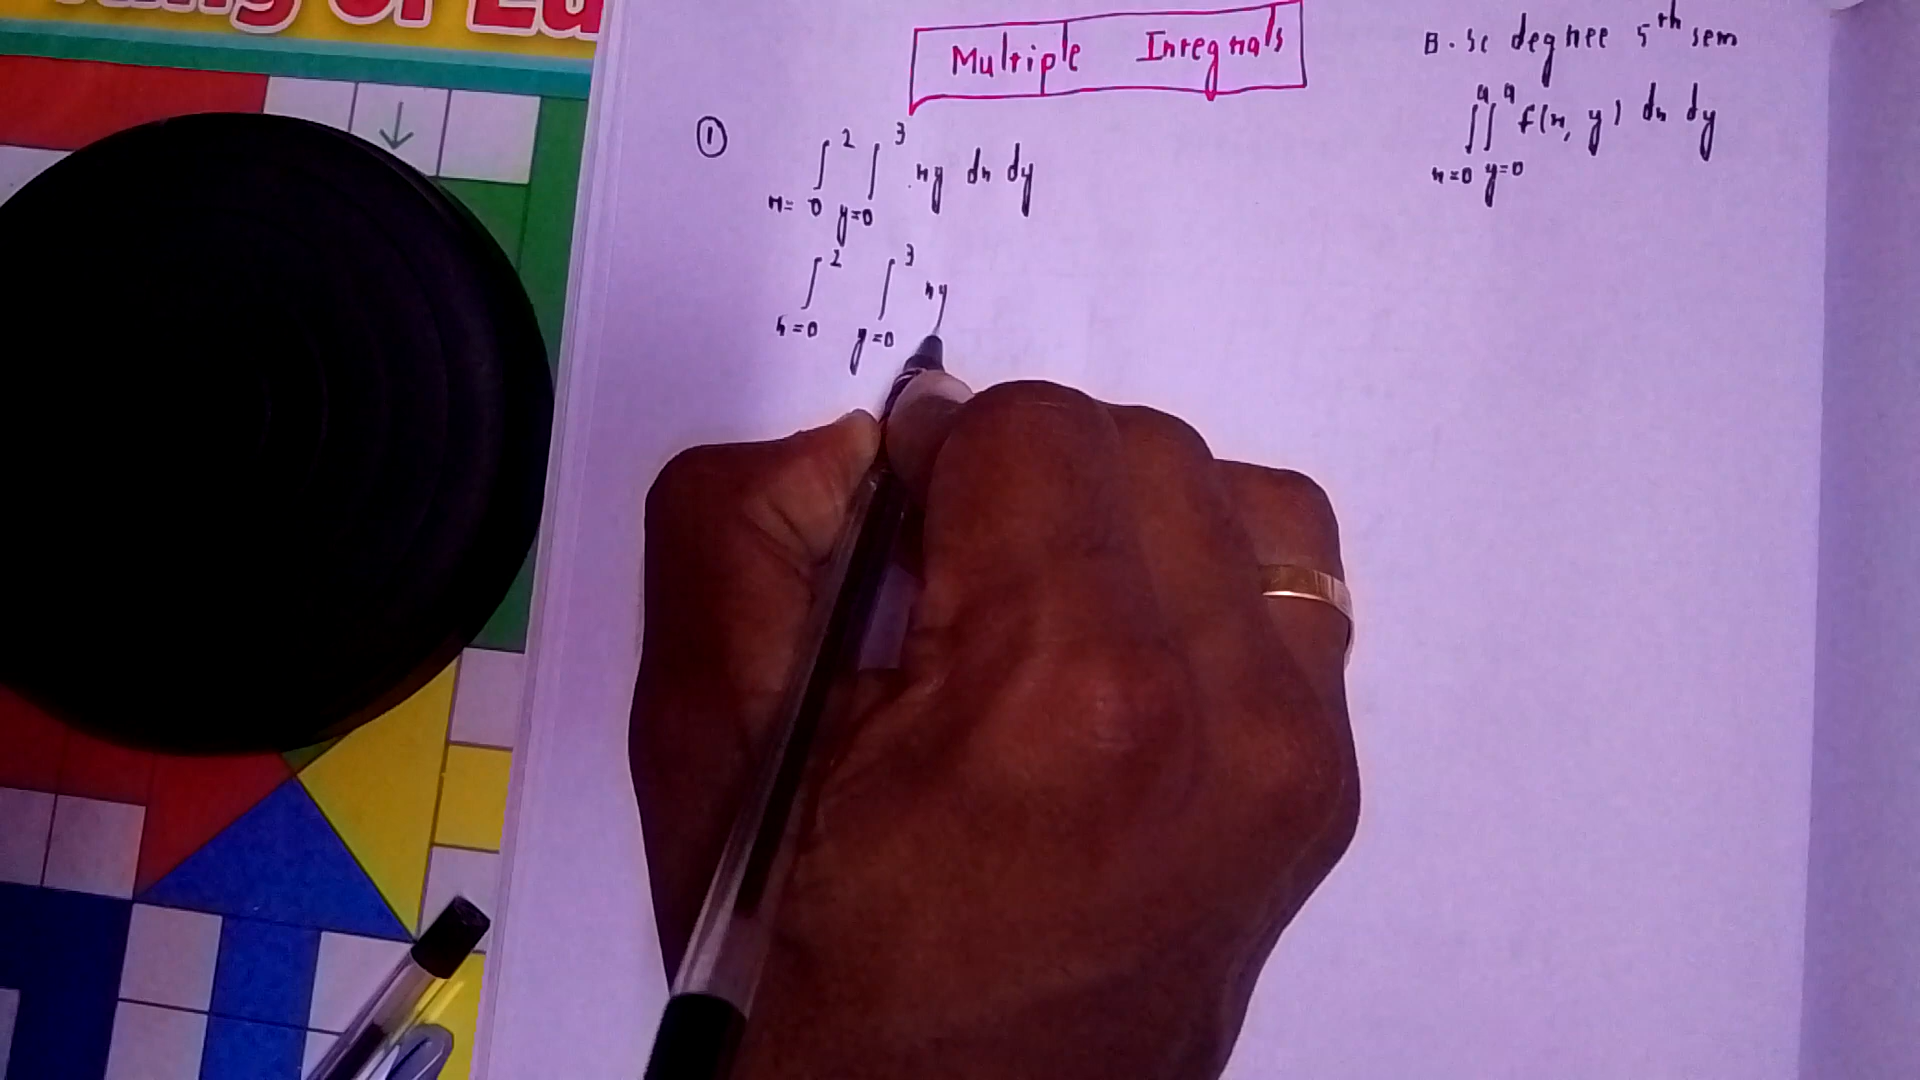 Multiple Integrals
B.Sc degree 5th sem
∫∫ f(x, y) dx dy
x=0 y=0
① ∫² ∫³ xy dx dy
x=0 y=0
∫² ∫³ xy
x=0 y=0